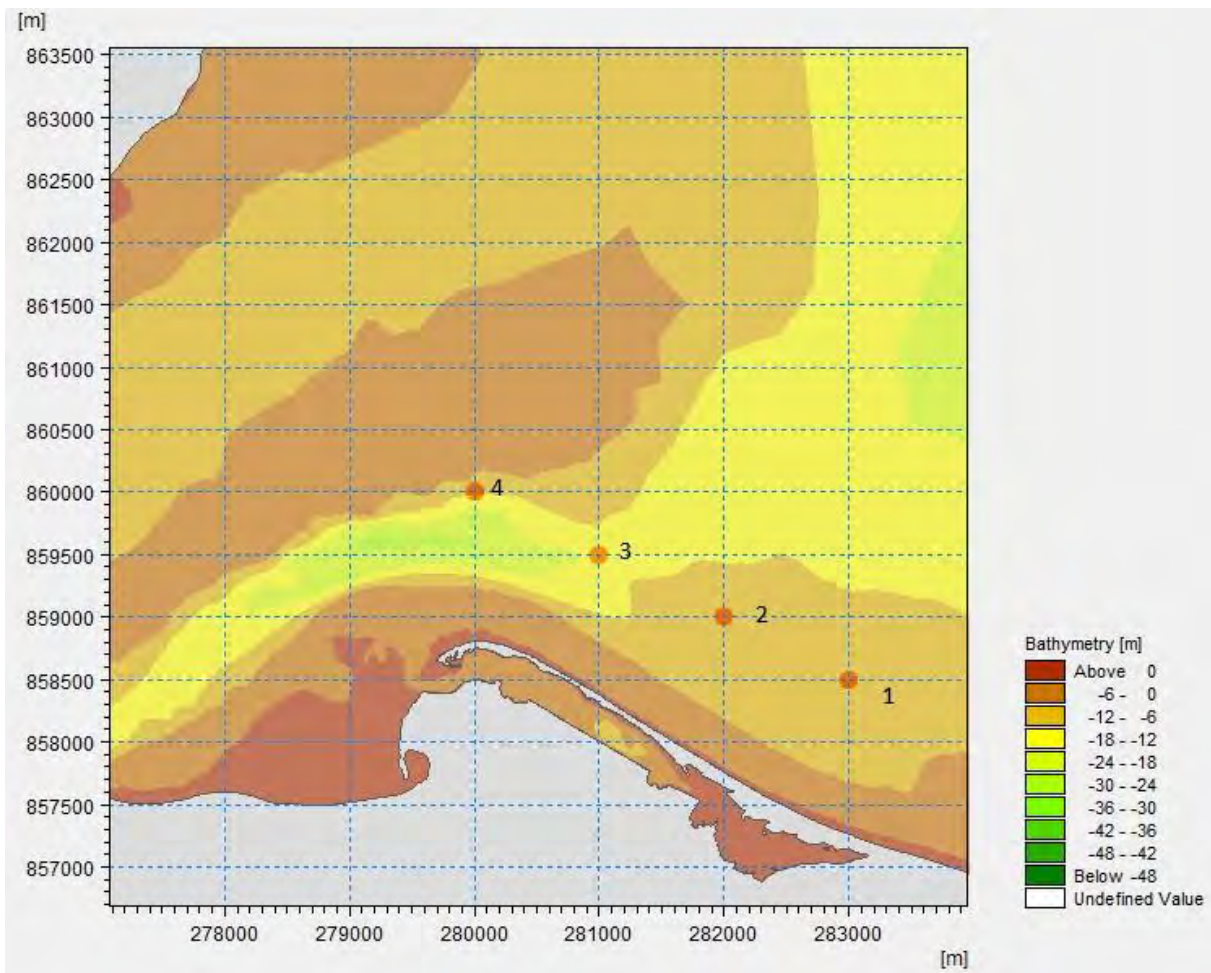 [m]
863500
863000
862500
862000
861500
861000
860500
860000
859500
859000
858500
858000
857500
857000
4
3
2
1
278000 279000 280000 281000 282000 283000
[m]
Bathymetry [m]
Above 0
-6 - 0
-12 - -6
-18 - -12
-24 - -18
-30 - -24
-36 - -30
-42 - -36
-48 - -42
Below -48
Undefined Value